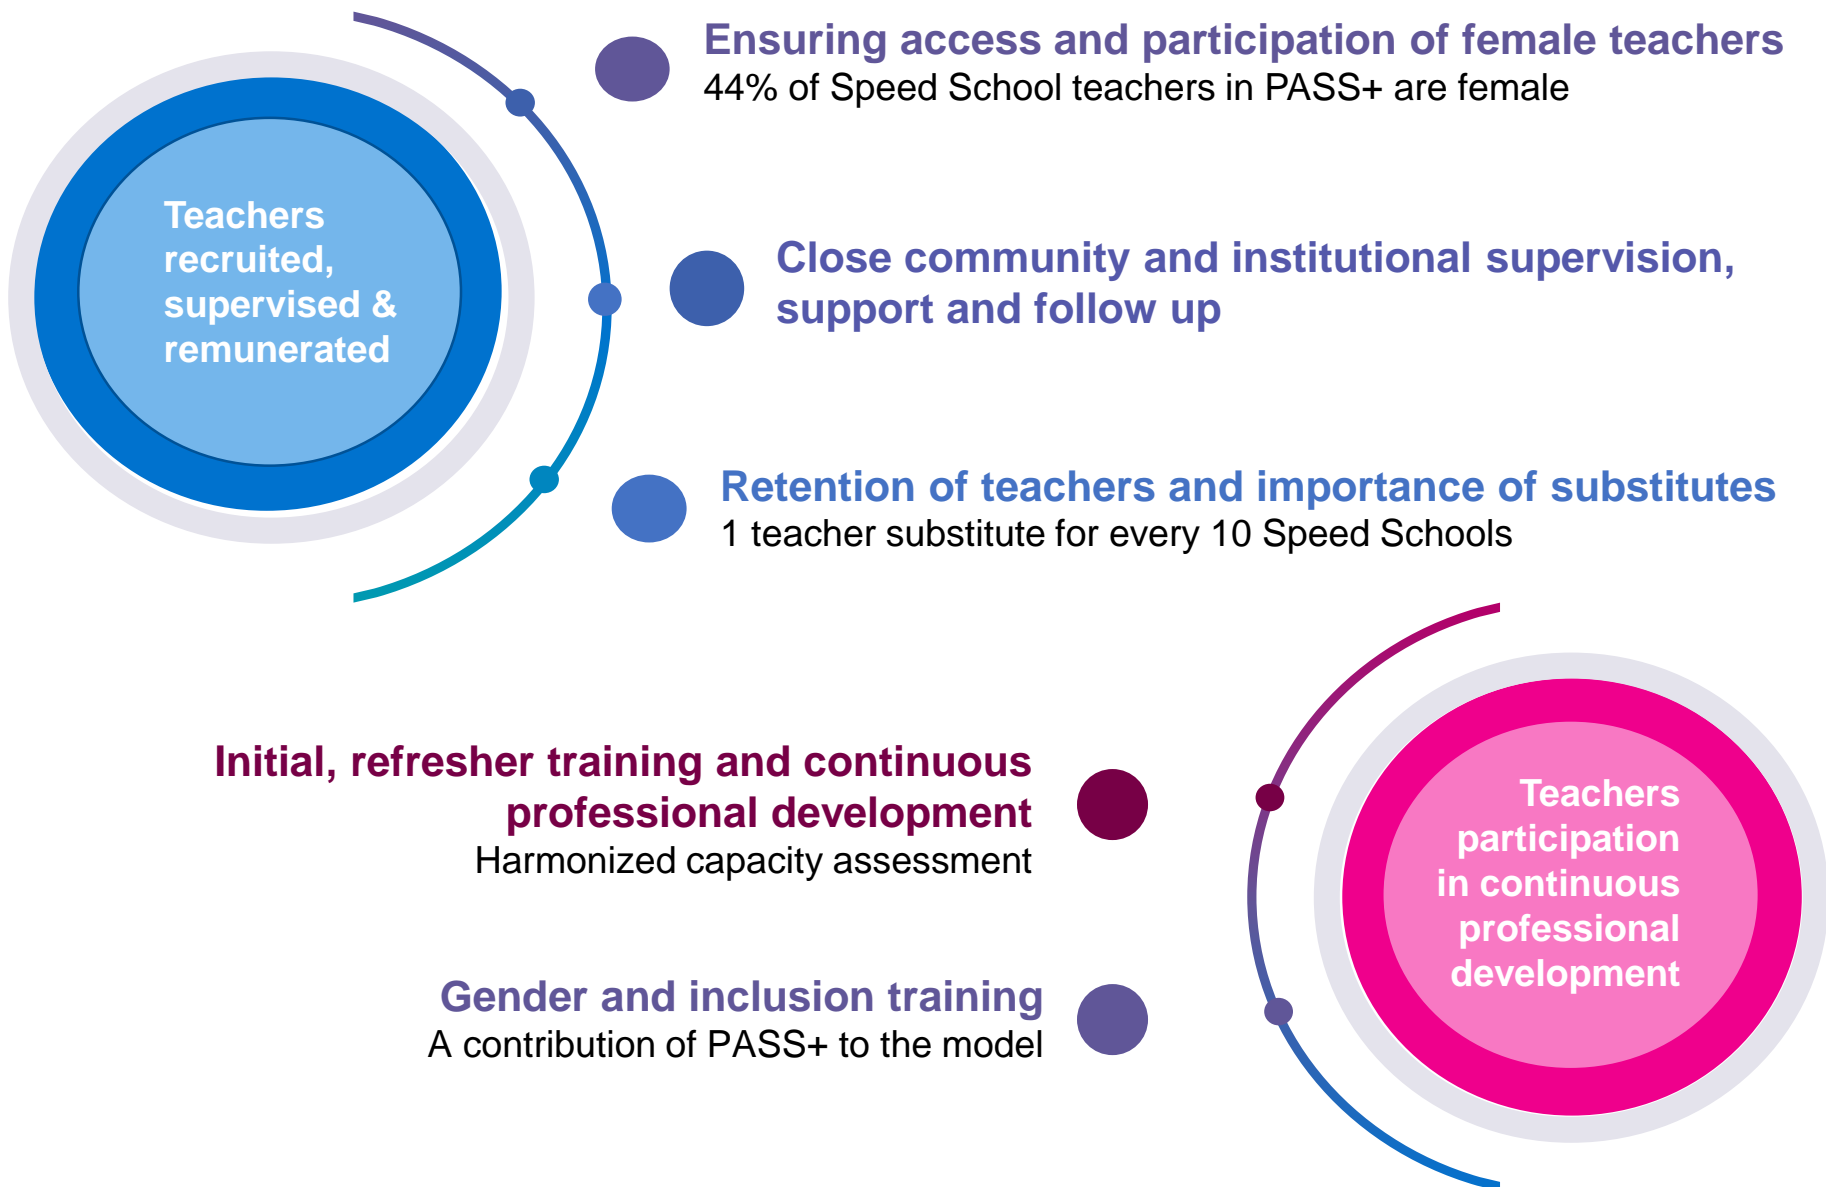 Ensuring access and participation of female teachers
44% of Speed School teachers in PASS+ are female
Teachers
recruited,
supervised &
remunerated
Close community and institutional supervision,
support and follow up
Retention of teachers and importance of substitutes
1 teacher substitute for every 10 Speed Schools
Initial, refresher training and continuous
professional development
Harmonized capacity assessment
Gender and inclusion training
A contribution of PASS+ to the model
Teachers
participation
in continuous
professional
development